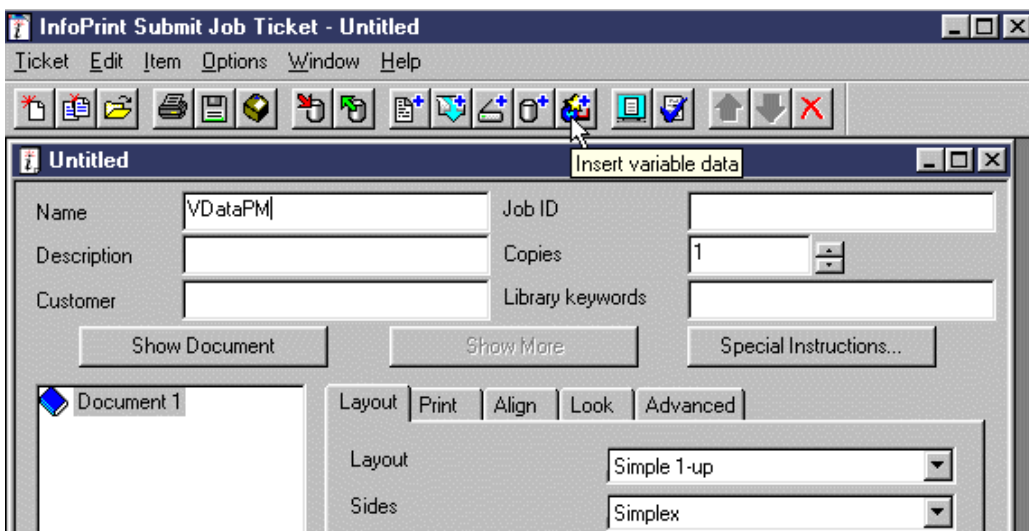 InfoPrint Submit Job Ticket - Untitled
Ticket Edit Item Options Window Help
Insert variable data
Untitled
Name VDataPM Job ID
Description Copies 1
Customer Library keywords
Show Document Show More Special Instructions...
Document 1 Layout Print Align Look Advanced
Layout Simple 1-up
Sides Simplex